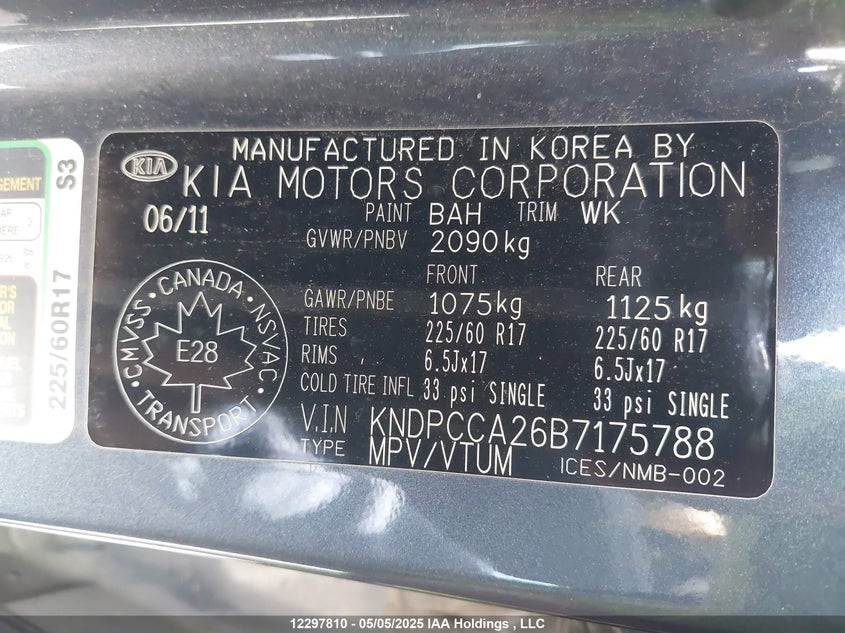 MANUFACTURED IN KOREA BY
KIA
KIA MOTORS CORPORATION
06/11
PAINT BAH TRIM WK
GVWR/PNBV 2090kg
FRONT REAR
GAWR/PNBE 1075kg 1125kg
TIRES 225/60 R17 225/60 R17
RIMS 6.5Jx17 6.5Jx17
COLD TIRE INFL 33 psi SINGLE 33 psi SINGLE
V.I.N KNDPCCA26B7175788
TYPE MPV/VTUM
ICES/NMB-002
CANADA
CMVSS
NSVAC
TRANSPORT
E28
S3
225/60R17
12297810 - 05/05/2025 IAA Holdings , LLC